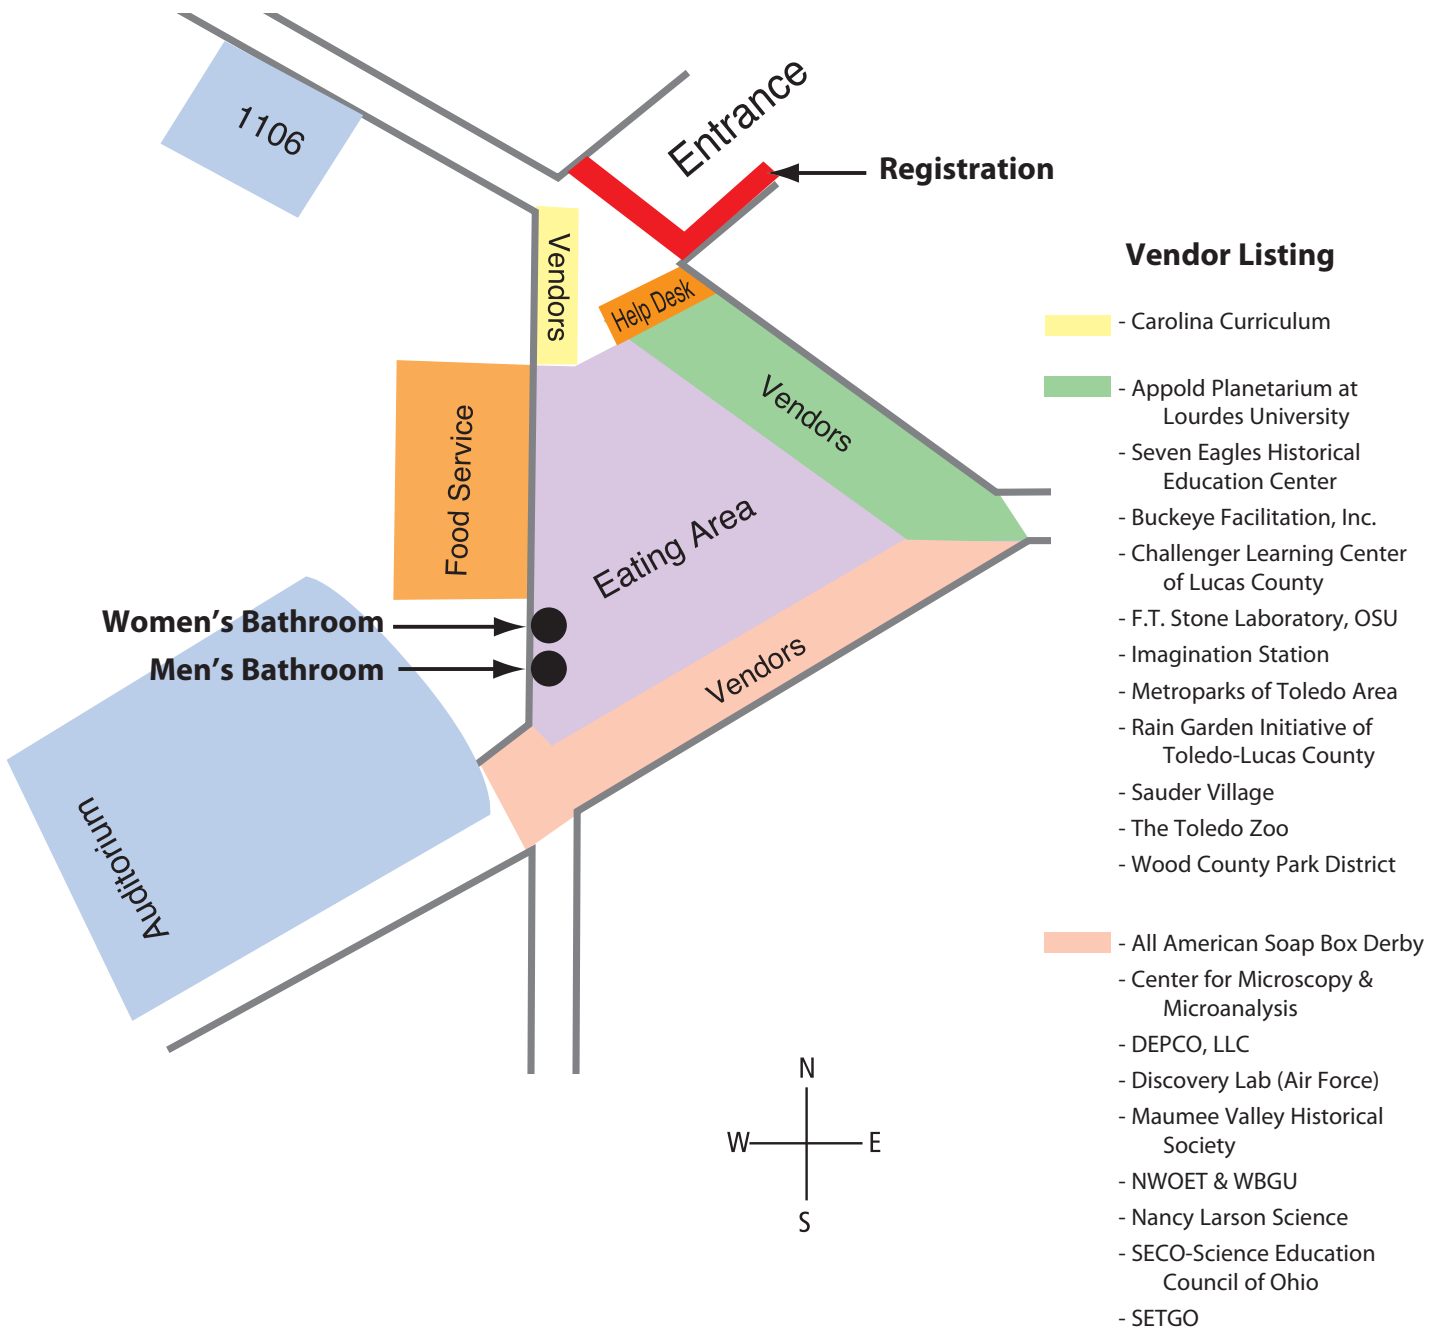 1106
Entrance
Registration
Vendors
Help Desk
Vendors
Food Service
Eating Area
Women’s Bathroom
Men’s Bathroom
Vendors
Auditorium
N
W
E
S
Vendor Listing
- Carolina Curriculum
- Appold Planetarium at
Lourdes University
- Seven Eagles Historical
Education Center
- Buckeye Facilitation, Inc.
- Challenger Learning Center
of Lucas County
- F.T. Stone Laboratory, OSU
- Imagination Station
- Metroparks of Toledo Area
- Rain Garden Initiative of
Toledo-Lucas County
- Sauder Village
- The Toledo Zoo
- Wood County Park District
- All American Soap Box Derby
- Center for Microscopy &
Microanalysis
- DEPCO, LLC
- Discovery Lab (Air Force)
- Maumee Valley Historical
Society
- NWOET & WBGU
- Nancy Larson Science
- SECO-Science Education
Council of Ohio
- SETGO